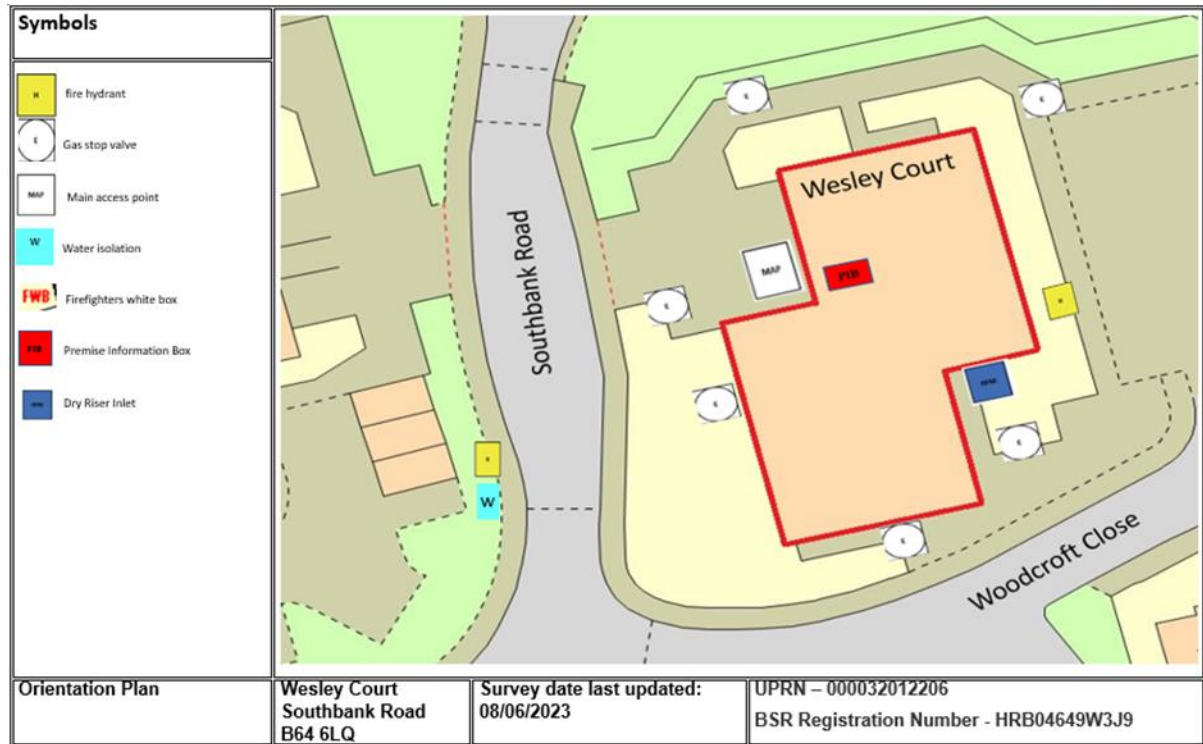 Symbols
H
fire hydrant
E
Gas stop valve
MAP
Main access point
W
Water isolation
FWB
Firefighters white box
PIB
Premise Information Box
Dry Riser Inlet
E
E
Wesley Court
MAP
PIB
E
Southbank Road
E
E
W
E
Woodcroft Close
Orientation Plan
Wesley Court
Southbank Road
B64 6LQ
Survey date last updated:
08/06/2023
UPRN – 000032012206
BSR Registration Number - HRB04649W3J9